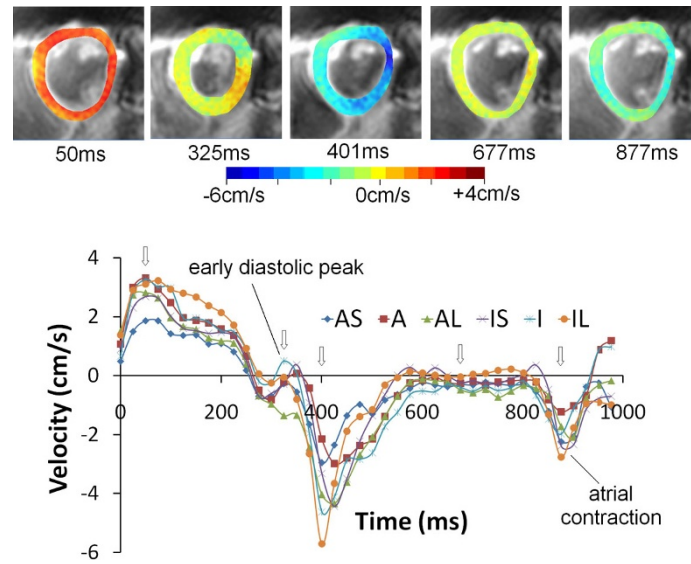 50ms 325ms 401ms 677ms 877ms
-6cm/s 0cm/s +4cm/s
early diastolic peak
AS A AL IS I IL
4
2
0
-2
-4
-6
0 200 400 600 800 1000
Velocity (cm/s)
Time (ms)
atrial
contraction